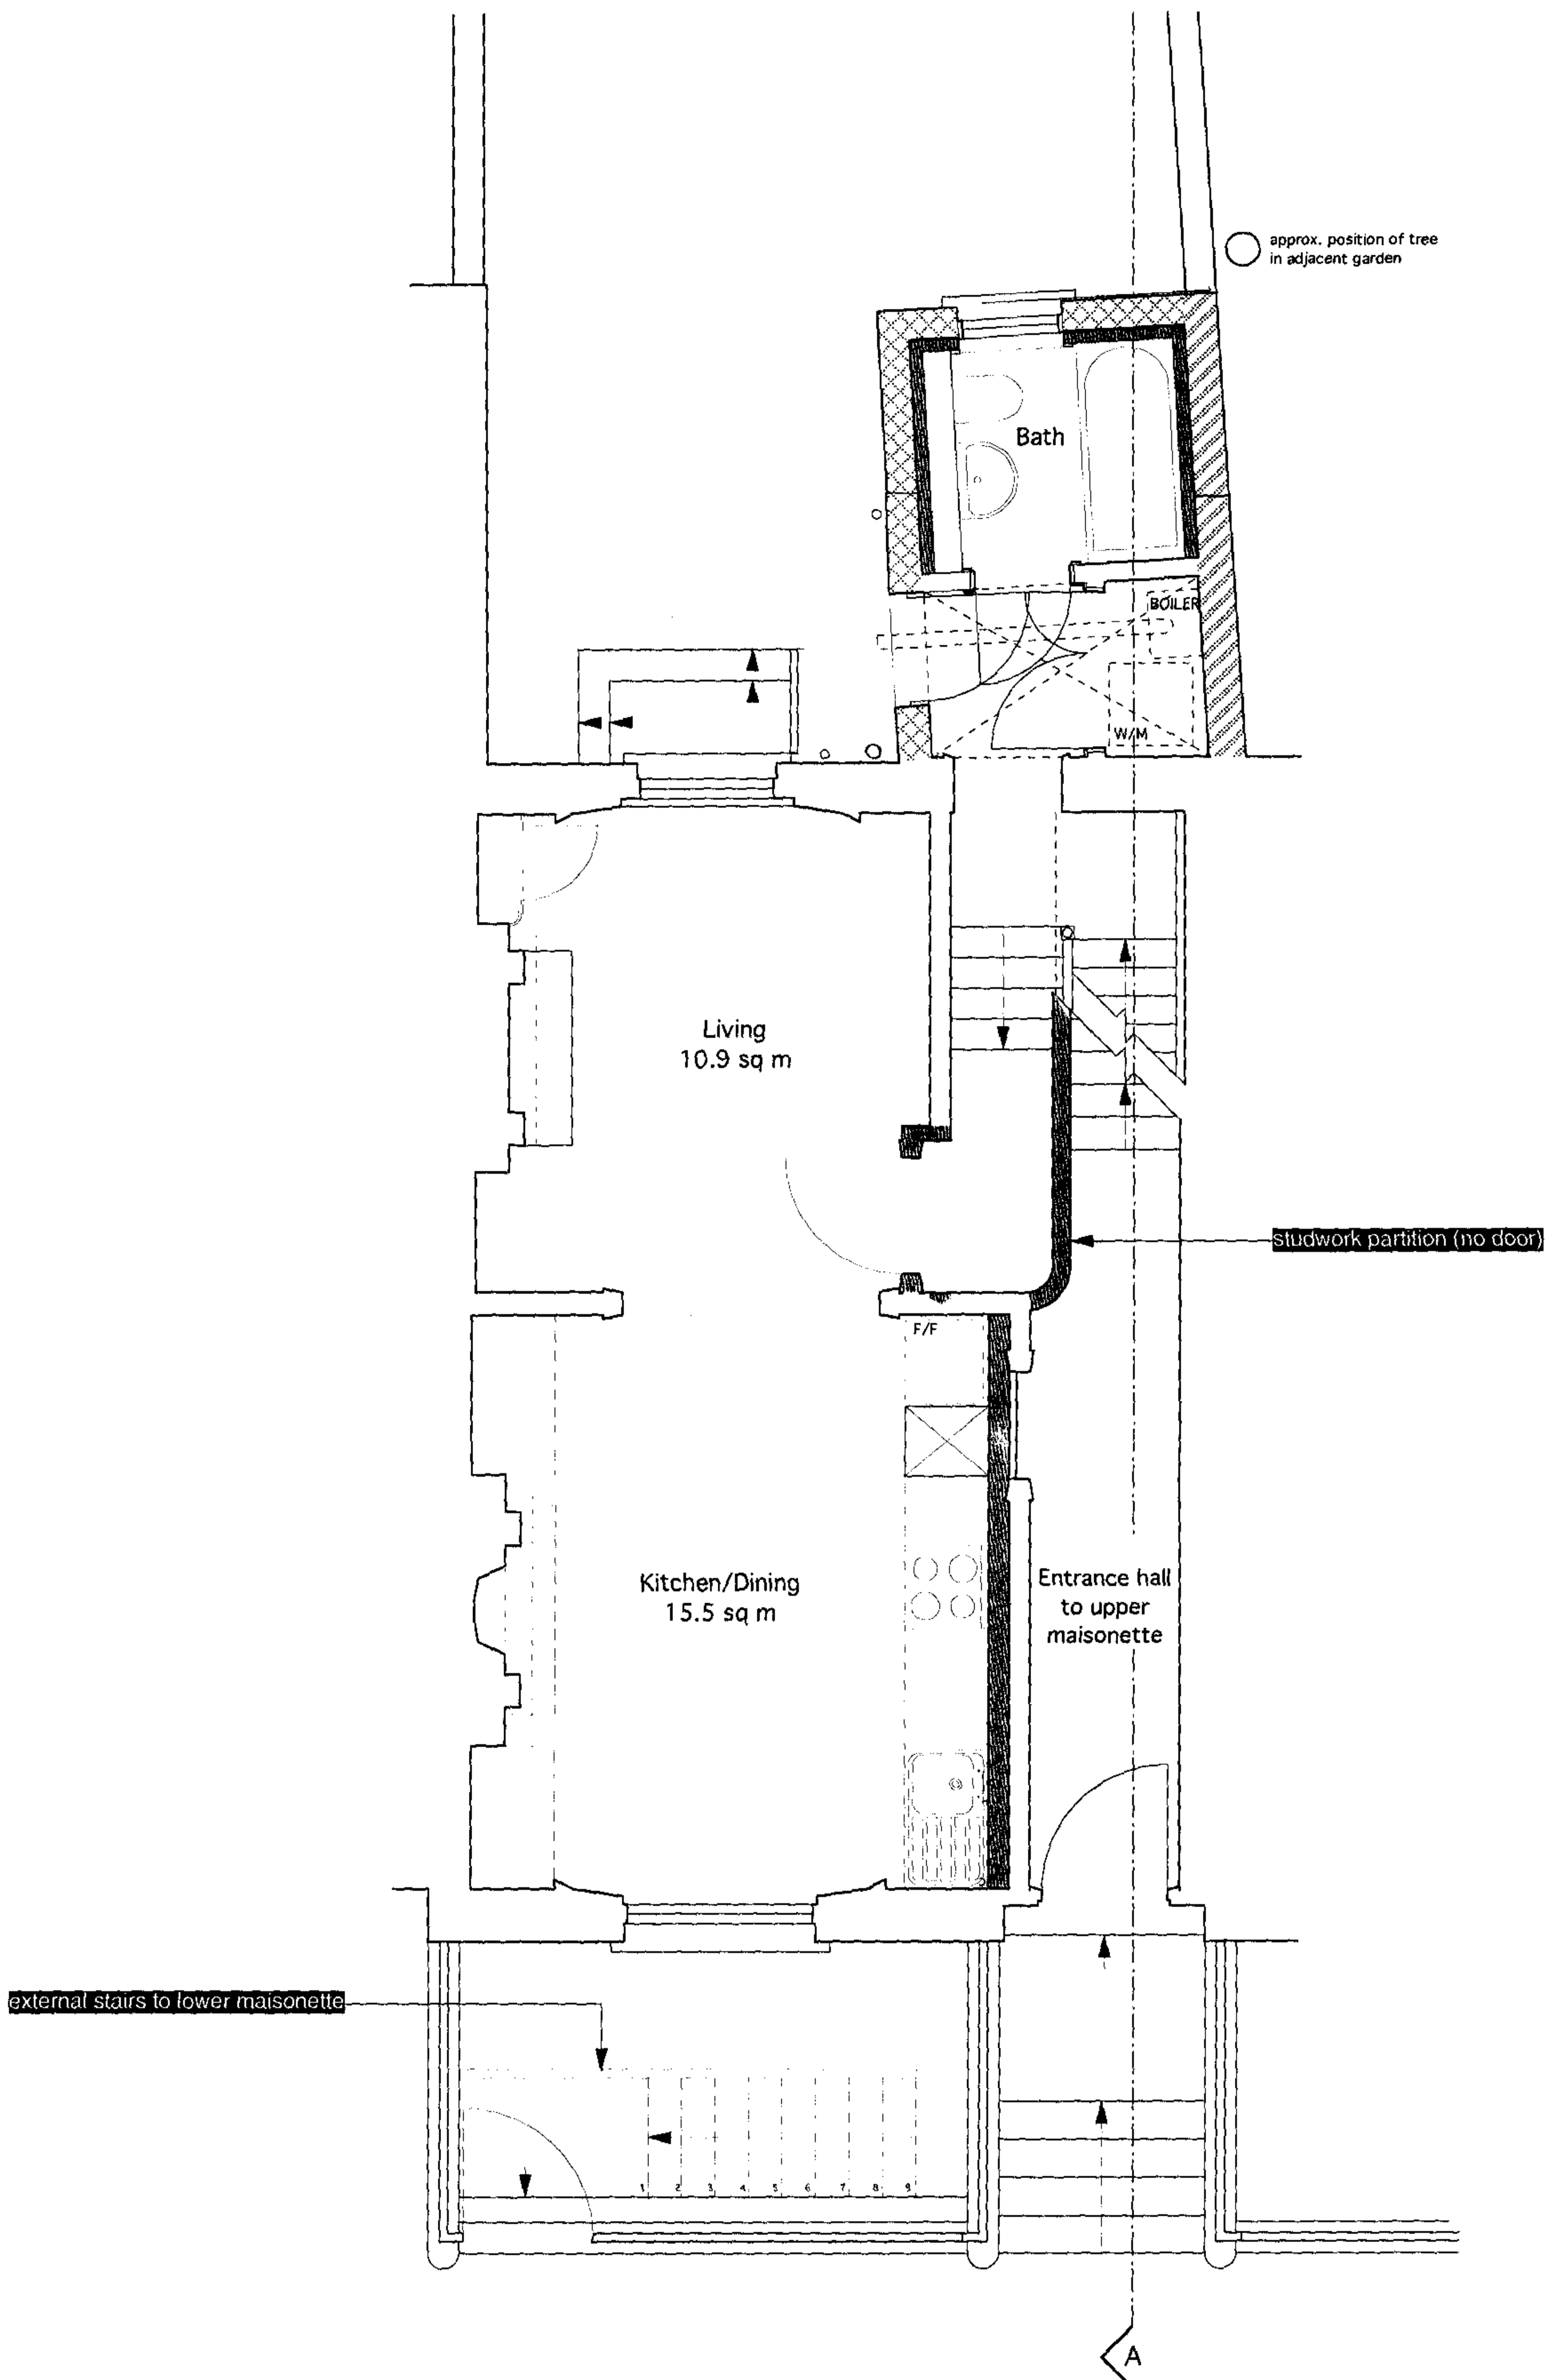 approx. position of tree
in adjacent garden
Bath
BOILER
W/M
Living
10.9 sq m
studwork partition (no door)
F/F
Kitchen/Dining
15.5 sq m
Entrance hall
to upper
maisonette
external stairs to lower maisonette
1 2 3 4 5 6 7 8 9
A